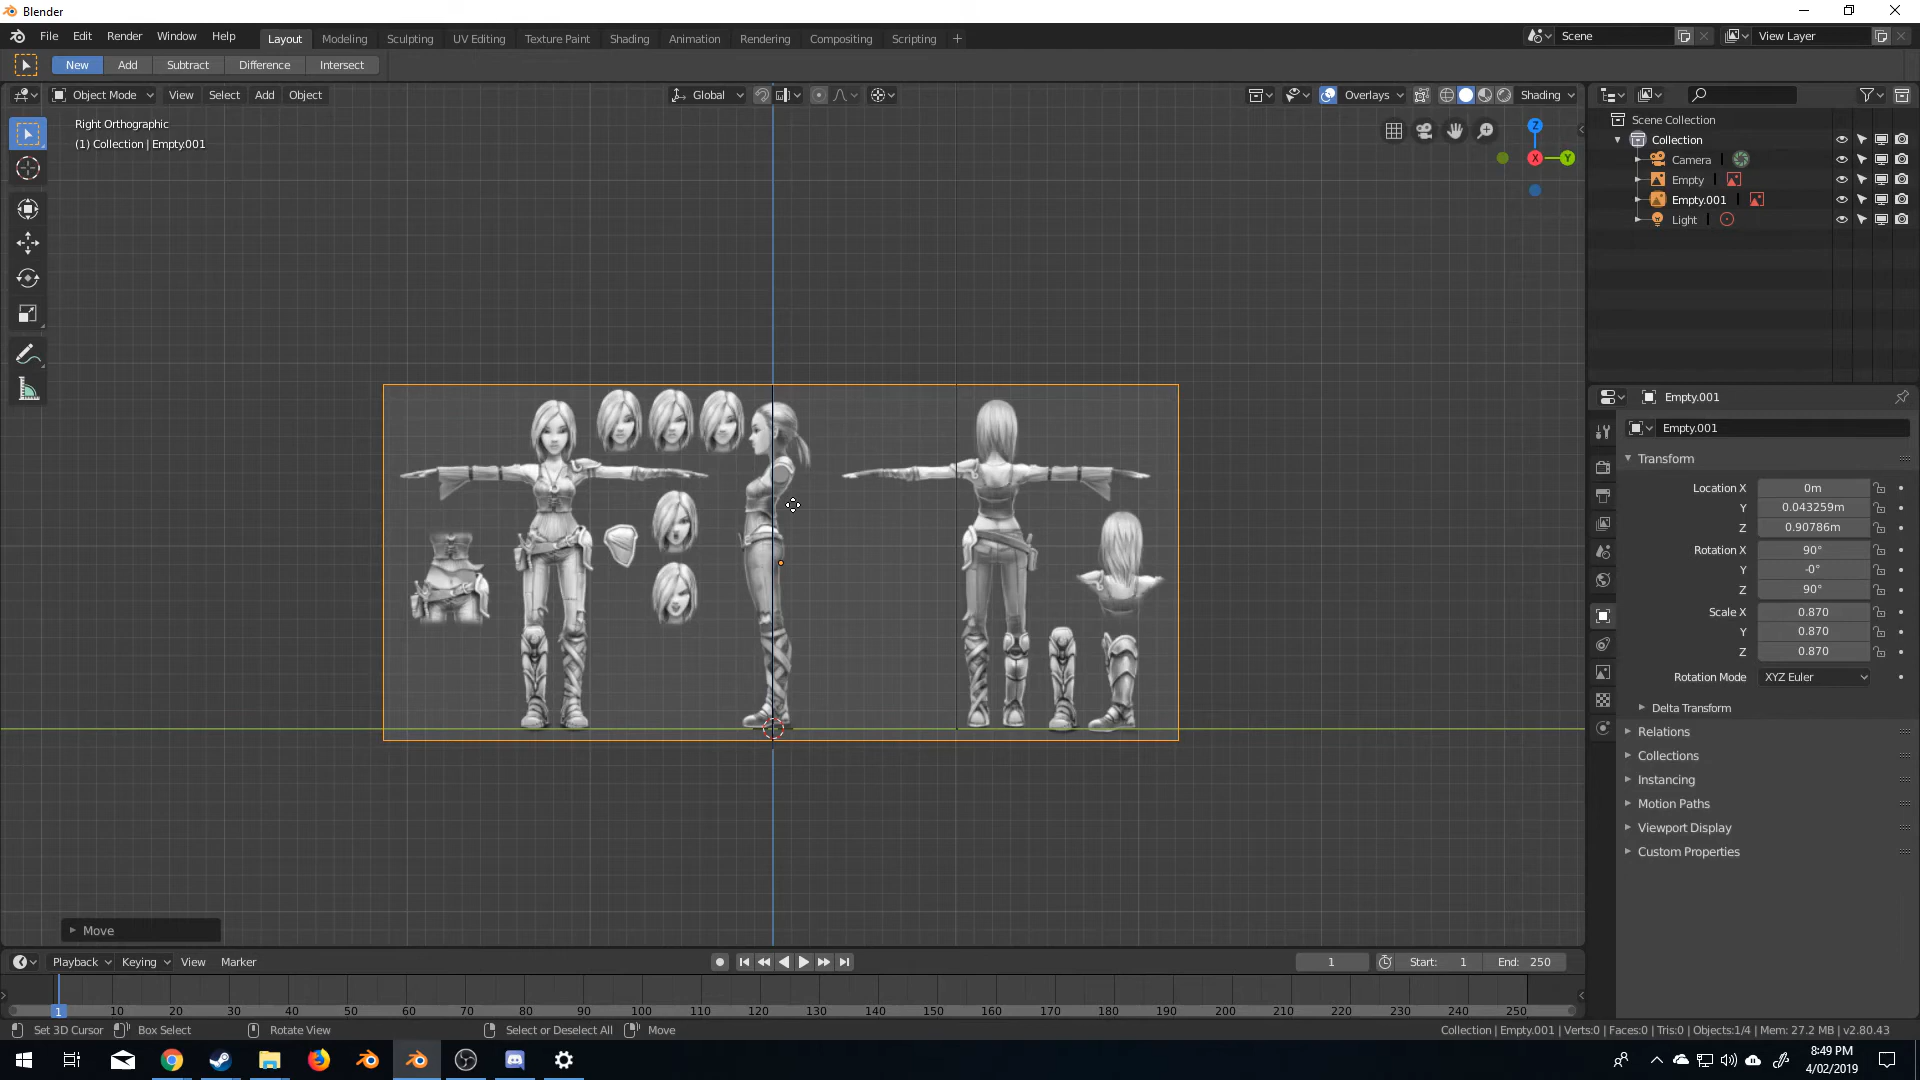 Blender
File Edit Render Window Help Layout Modeling Sculpting UV Editing Texture Paint Shading Animation Rendering Compositing Scripting + Scene View Layer
New Add Subtract Difference Intersect
Object Mode View Select Add Object Global Overlays Shading
Right Orthographic
(1) Collection | Empty.001
Z
X Y
Scene Collection
Collection
Camera
Empty
Empty.001
Light
Empty.001
Empty.001
Transform
Location X 0m
Y 0.043259m
Z 0.90786m
Rotation X 90°
Y -0°
Z 90°
Scale X 0.870
Y 0.870
Z 0.870
Rotation Mode XYZ Euler
Delta Transform
Relations
Collections
Instancing
Motion Paths
Viewport Display
Custom Properties
Move
Playback Keying View Marker 1 Start: 1 End: 250
1 10 20 30 40 50 60 70 80 90 100 110 120 130 140 150 160 170 180 190 200 210 220 230 240 250
Set 3D Cursor Box Select Rotate View Select or Deselect All Move Collection | Empty.001 | Verts:0 | Faces:0 | Tris:0 | Objects:1/4 | Mem: 27.2 MB | v2.80.43
8:49 PM
4/02/2019